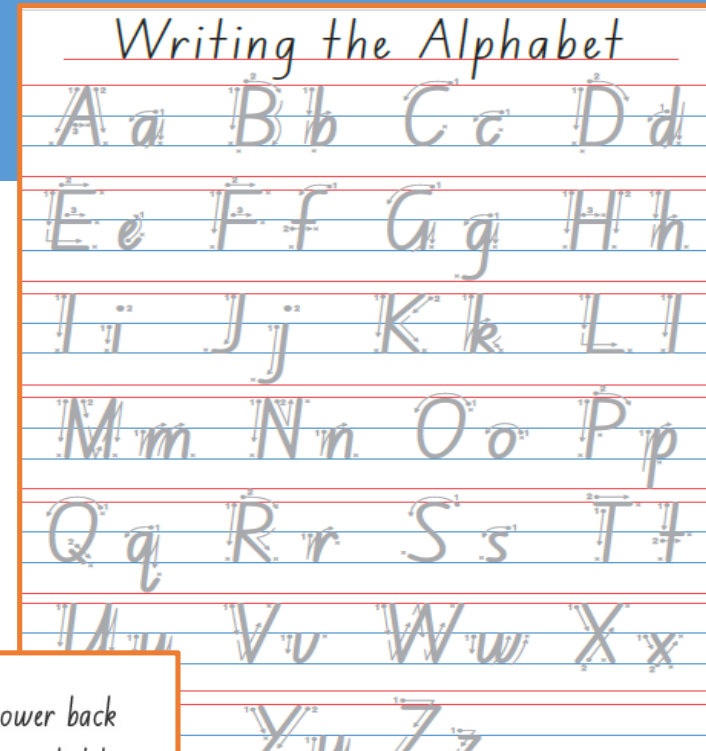 Writing the Alphabet
A a B b C c D d
E e F f G g H h
I i J j K k L l
M m N n O o P p
Q q R r S s T t
U u V v W w X x
Y y Z z
ower back